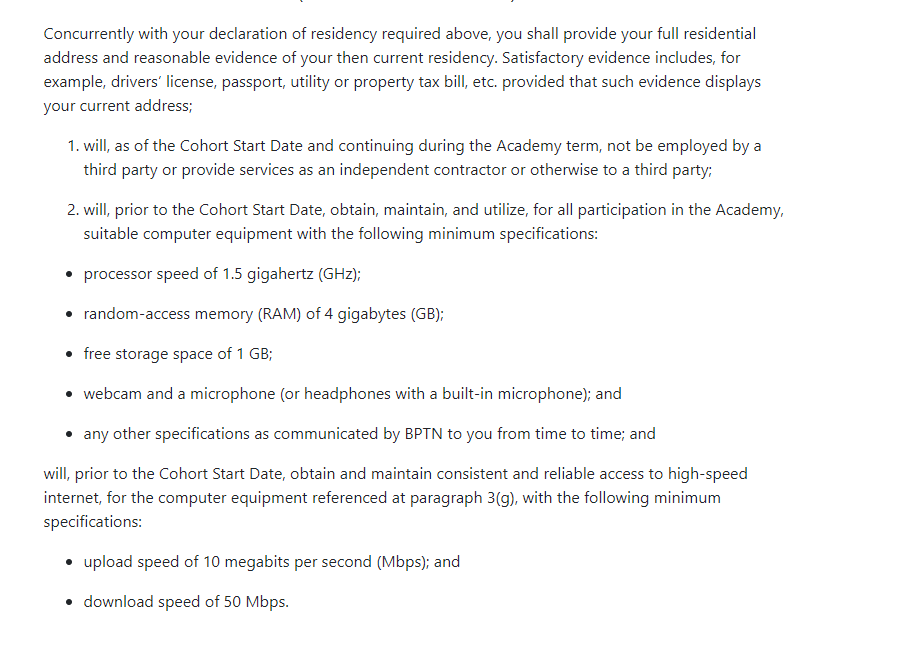 Concurrently with your declaration of residency required above, you shall provide your full residential
address and reasonable evidence of your then current residency. Satisfactory evidence includes, for
example, drivers’ license, passport, utility or property tax bill, etc. provided that such evidence displays
your current address;
1. will, as of the Cohort Start Date and continuing during the Academy term, not be employed by a
third party or provide services as an independent contractor or otherwise to a third party;
2. will, prior to the Cohort Start Date, obtain, maintain, and utilize, for all participation in the Academy,
suitable computer equipment with the following minimum specifications:
• processor speed of 1.5 gigahertz (GHz);
• random-access memory (RAM) of 4 gigabytes (GB);
• free storage space of 1 GB;
• webcam and a microphone (or headphones with a built-in microphone); and
• any other specifications as communicated by BPTN to you from time to time; and
will, prior to the Cohort Start Date, obtain and maintain consistent and reliable access to high-speed
internet, for the computer equipment referenced at paragraph 3(g), with the following minimum
specifications:
• upload speed of 10 megabits per second (Mbps); and
• download speed of 50 Mbps.